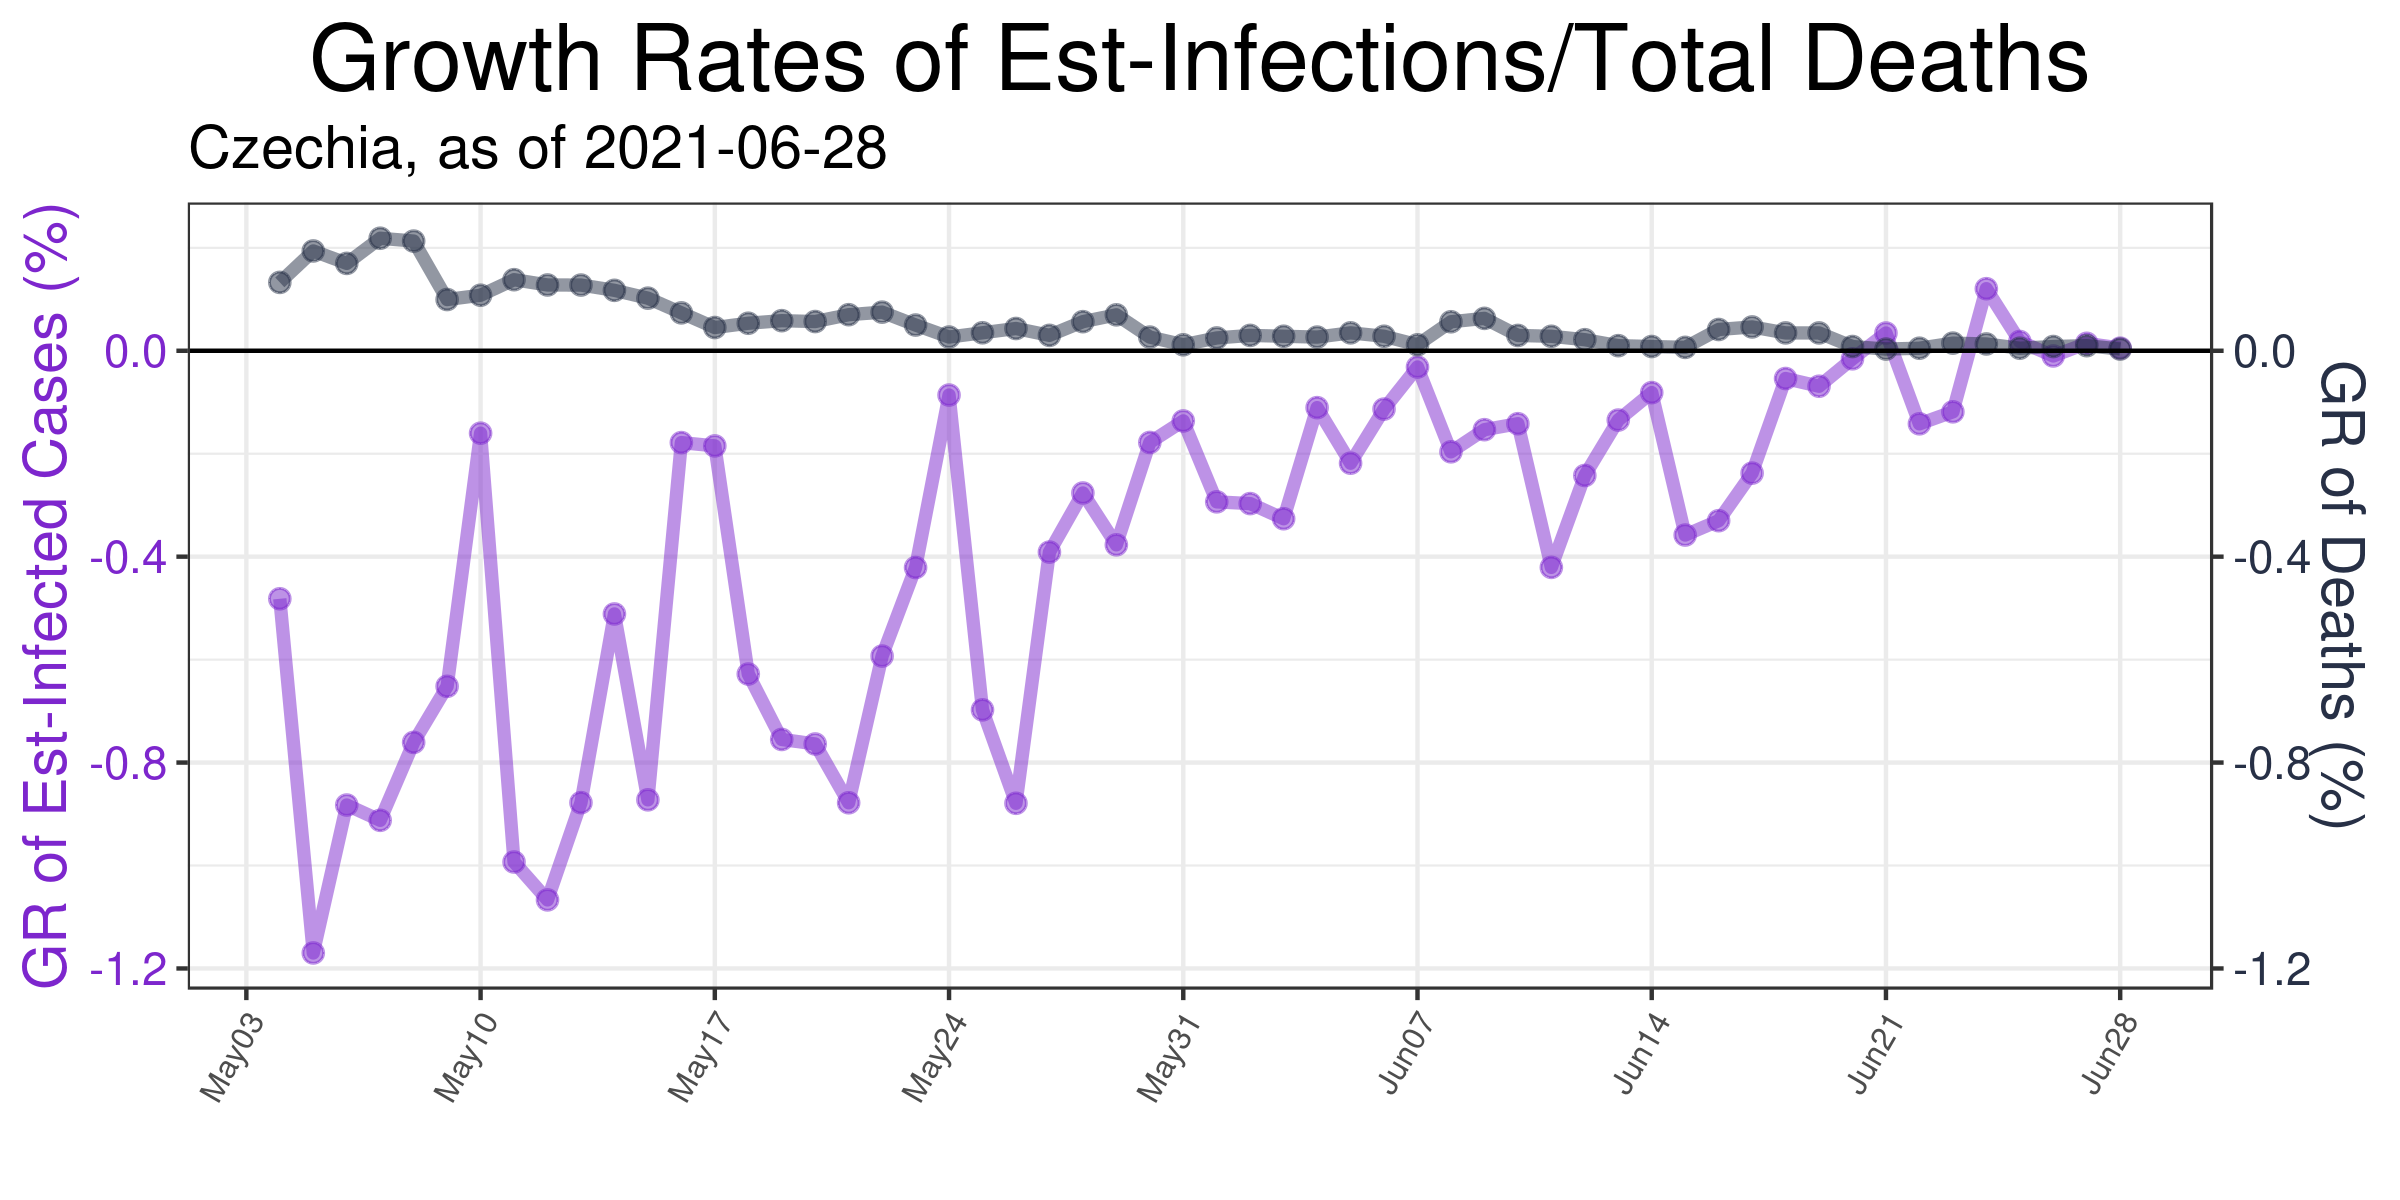 Growth Rates of Est-Infections/Total Deaths
Czechia, as of 2021-06-28
GR of Est-Infected Cases (%)
0.0
-0.4
-0.8
-1.2
0.0
-0.4
-0.8
-1.2
GR of Deaths (%)
May03
May10
May17
May24
May31
Jun07
Jun14
Jun21
Jun28